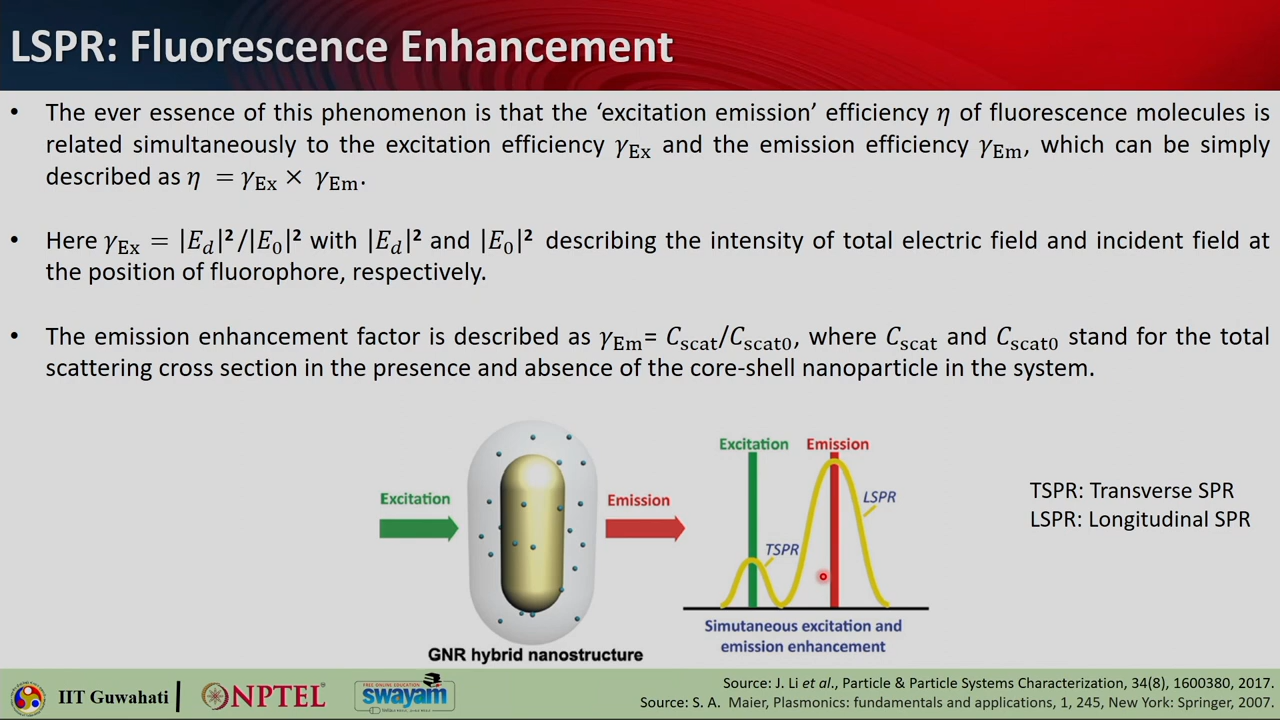 LSPR: Fluorescence Enhancement
• The ever essence of this phenomenon is that the ‘excitation emission’ efficiency η of fluorescence molecules is
related simultaneously to the excitation efficiency γEx and the emission efficiency γEm, which can be simply
described as η = γEx × γEm.
• Here γEx = |Ed|²/|E0|² with |Ed|² and |E0|² describing the intensity of total electric field and incident field at
the position of fluorophore, respectively.
• The emission enhancement factor is described as γEm= Cscat/Cscat0, where Cscat and Cscat0 stand for the total
scattering cross section in the presence and absence of the core-shell nanoparticle in the system.
Excitation
Emission
GNR hybrid nanostructure
Excitation Emission
LSPR
TSPR
Simutaneous excitation and
emission enhancement
TSPR: Transverse SPR
LSPR: Longitudinal SPR
IIT Guwahati
NPTEL
FREE ONLINE EDUCATION
swayam
Source: J. Li et al., Particle & Particle Systems Characterization, 34(8), 1600380, 2017.
Source: S. A. Maier, Plasmonics: fundamentals and applications, 1, 245, New York: Springer, 2007.